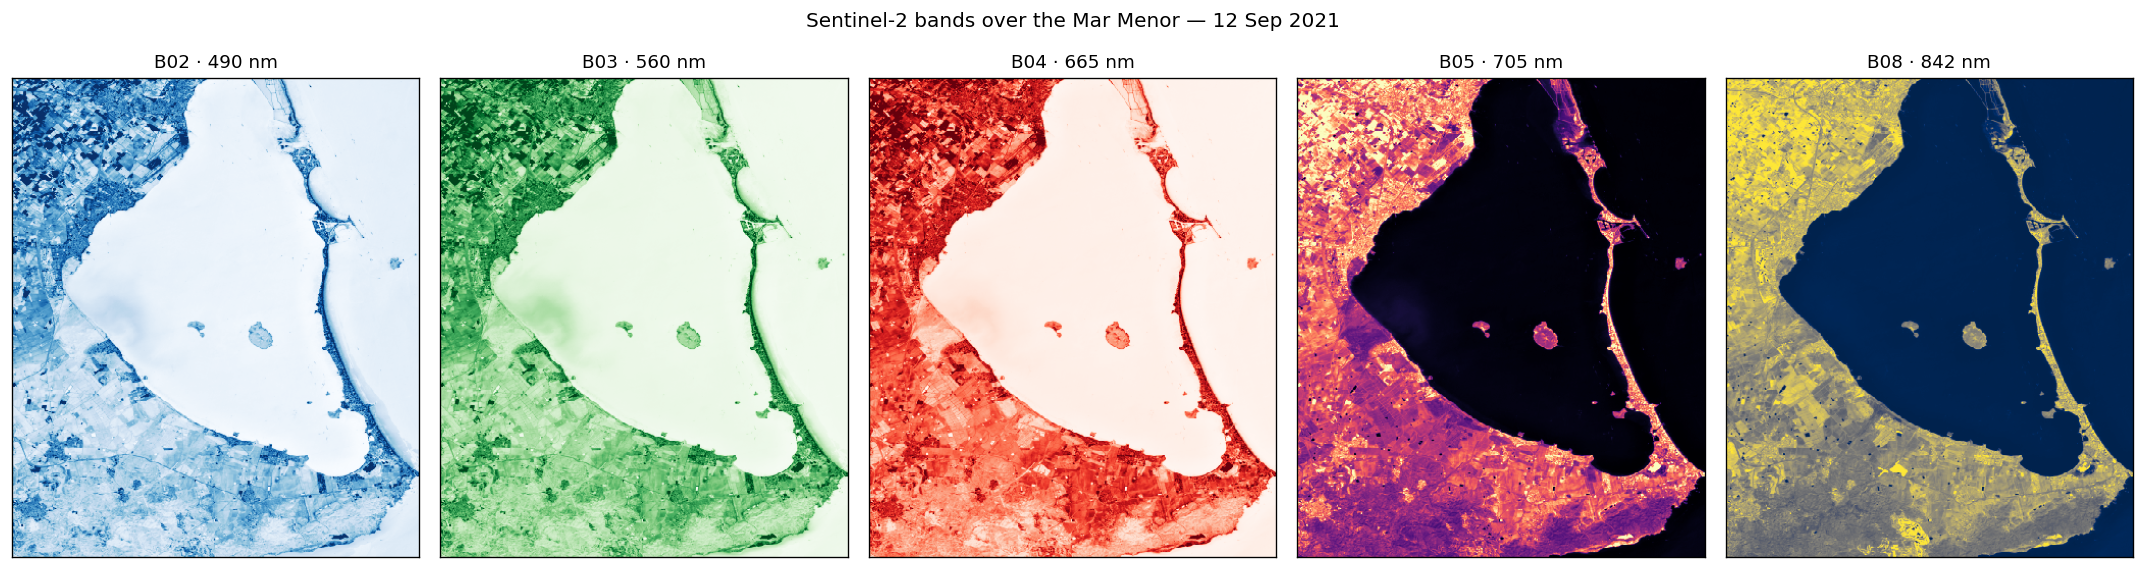 Sentinel-2 bands over the Mar Menor — 12 Sep 2021
B02 · 490 nm
B03 · 560 nm
B04 · 665 nm
B05 · 705 nm
B08 · 842 nm